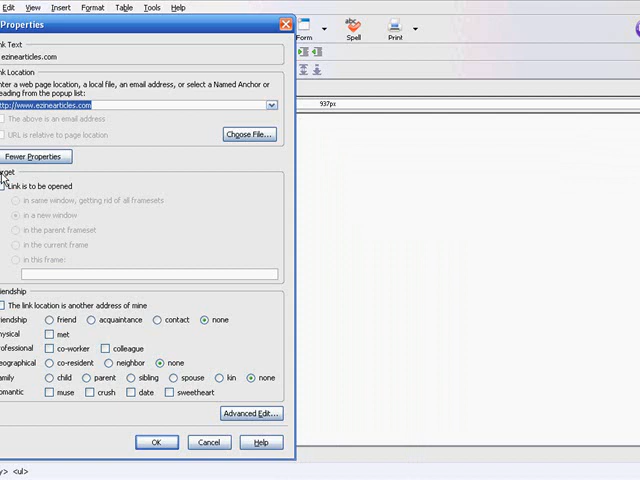 Edit View Insert Format Table Tools Help
Properties
Form Spell Print
nk Text
ezinearticles.com
nk Location
nter a web page location, a local file, an email address, or select a Named Anchor or
eading from the popup list:
ttp://www.ezinearticles.com
937px
The above is an email address
URL is relative to page location
Choose File...
Fewer Properties
arget
Link is to be opened
in same window, getting rid of all framesets
in a new window
in the parent frameset
in the current frame
in this frame:
iendship
The link location is another address of mine
iendship friend acquaintance contact none
hysical met
ofessional co-worker colleague
eographical co-resident neighbor none
amily child parent sibling spouse kin none
omantic muse crush date sweetheart
Advanced Edit...
OK Cancel Help
y> <ul>